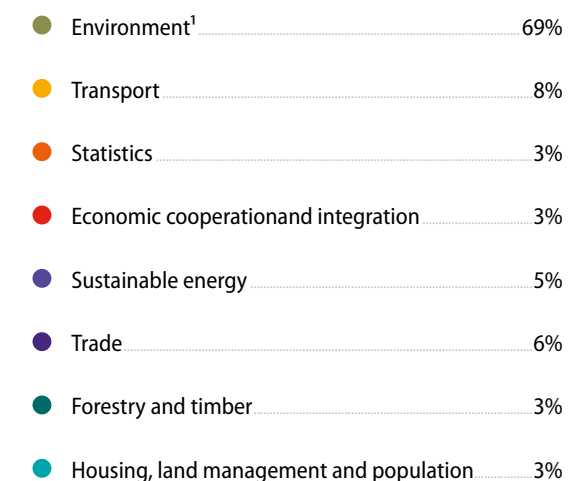 Environment¹ 69%
Transport 8%
Statistics 3%
Economic cooperationand integration 3%
Sustainable energy 5%
Trade 6%
Forestry and timber 3%
Housing, land management and population 3%